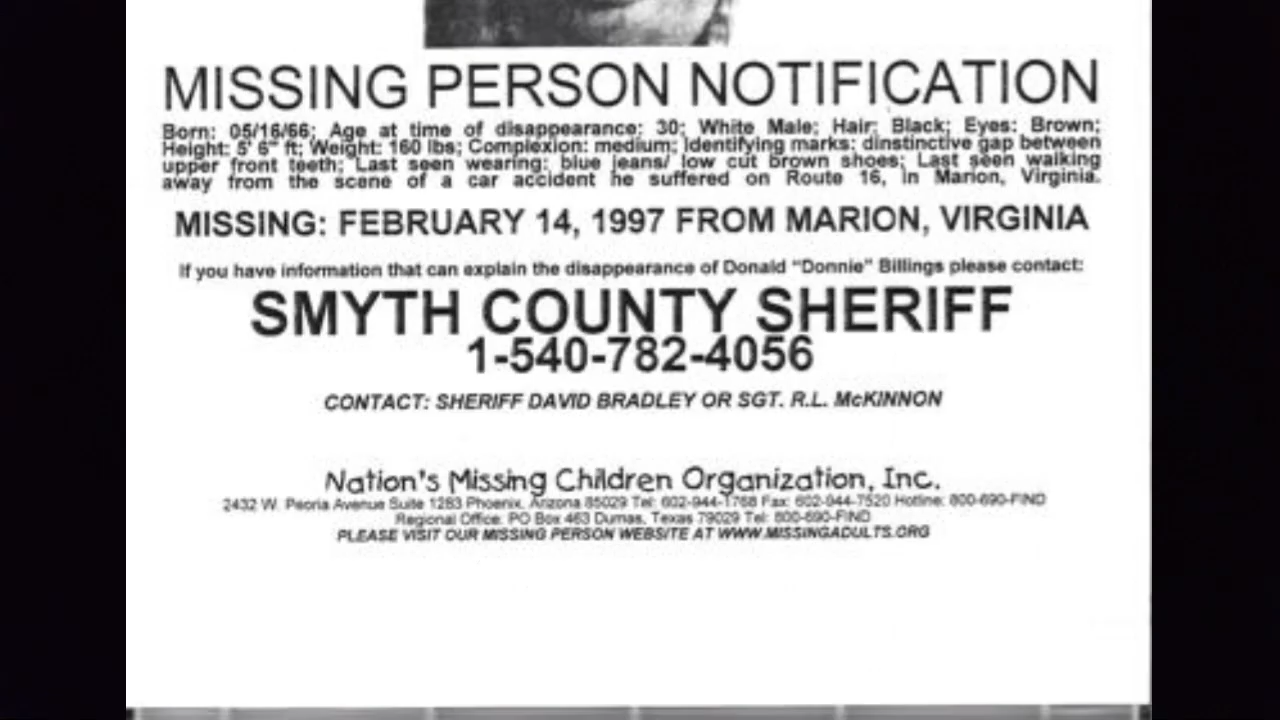 MISSING PERSON NOTIFICATION
Born: 05/16/66; Age at time of disappearance: 30; White Male; Hair: Black; Eyes: Brown;
Height: 5' 6" ft; Weight: 160 lbs; Complexion: medium; Identifying marks: dinstinctive gap between
upper front teeth; Last seen wearing: blue jeans/ low cut brown shoes; Last seen walking
away from the scene of a car accident he suffered on Route 16, in Marion, Virginia.
MISSING: FEBRUARY 14, 1997 FROM MARION, VIRGINIA
If you have information that can explain the disappearance of Donald "Donnie" Billings please contact:
SMYTH COUNTY SHERIFF
1-540-782-4056
CONTACT: SHERIFF DAVID BRADLEY OR SGT. R.L. McKINNON
Nation's Missing Children Organization, Inc.
2432 W. Peoria Avenue Suite 1283 Phoenix, Arizona 85029 Tel: 602-944-1768 Fax: 602-944-7520 Hotline: 800-690-FIND
Regional Office: PO Box 463 Dumas, Texas 79029 Tel: 800-690-FIND
PLEASE VISIT OUR MISSING PERSON WEBSITE AT WWW.MISSINGADULTS.ORG